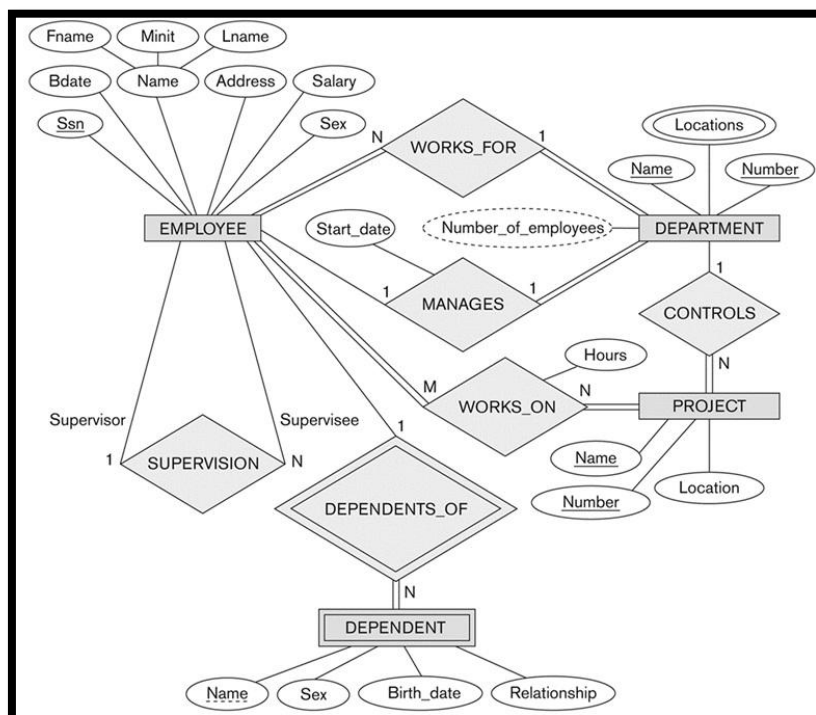 Fname
Minit
Lname
Bdate
Name
Address
Salary
Ssn
Sex
N
WORKS_FOR
1
Locations
Name
Number
EMPLOYEE
Start_date
Number_of_employees
DEPARTMENT
1
MANAGES
1
1
CONTROLS
N
Hours
M
WORKS_ON
N
PROJECT
Supervisor
Supervisee
1
SUPERVISION
N
1
Name
Number
Location
DEPENDENTS_OF
N
DEPENDENT
Name
Sex
Birth_date
Relationship